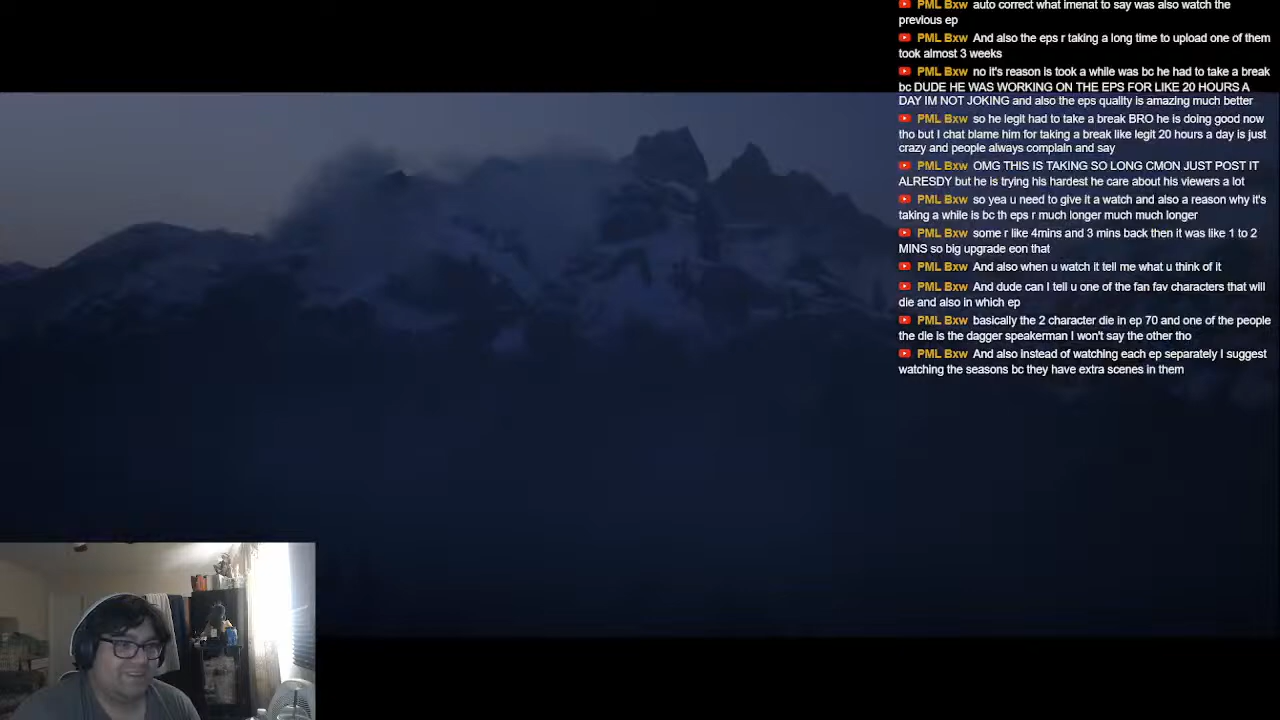 PML Bxw auto correct what imenat to say was also watch the
previous ep
PML Bxw And also the eps r taking a long time to upload one of them
took almost 3 weeks
PML Bxw no it's reason is took a while was bc he had to take a break
bc DUDE HE WAS WORKING ON THE EPS FOR LIKE 20 HOURS A
DAY IM NOT JOKING and also the eps quality is amazing much better
PML Bxw so he legit had to take a break BRO he is doing good now
tho but I chat blame him for taking a break like legit 20 hours a day is just
crazy and people always complain and say
PML Bxw OMG THIS IS TAKING SO LONG CMON JUST POST IT
ALRESDY but he is trying his hardest he care about his viewers a lot
PML Bxw so yea u need to give it a watch and also a reason why it's
taking a while is bc th eps r much longer much much longer
PML Bxw some r like 4mins and 3 mins back then it was like 1 to 2
MINS so big upgrade eon that
PML Bxw And also when u watch it tell me what u think of it
PML Bxw And dude can I tell u one of the fan fav characters that will
die and also in which ep
PML Bxw basically the 2 character die in ep 70 and one of the people
the die is the dagger speakerman I won't say the other tho
PML Bxw And also instead of watching each ep separately I suggest
watching the seasons bc they have extra scenes in them